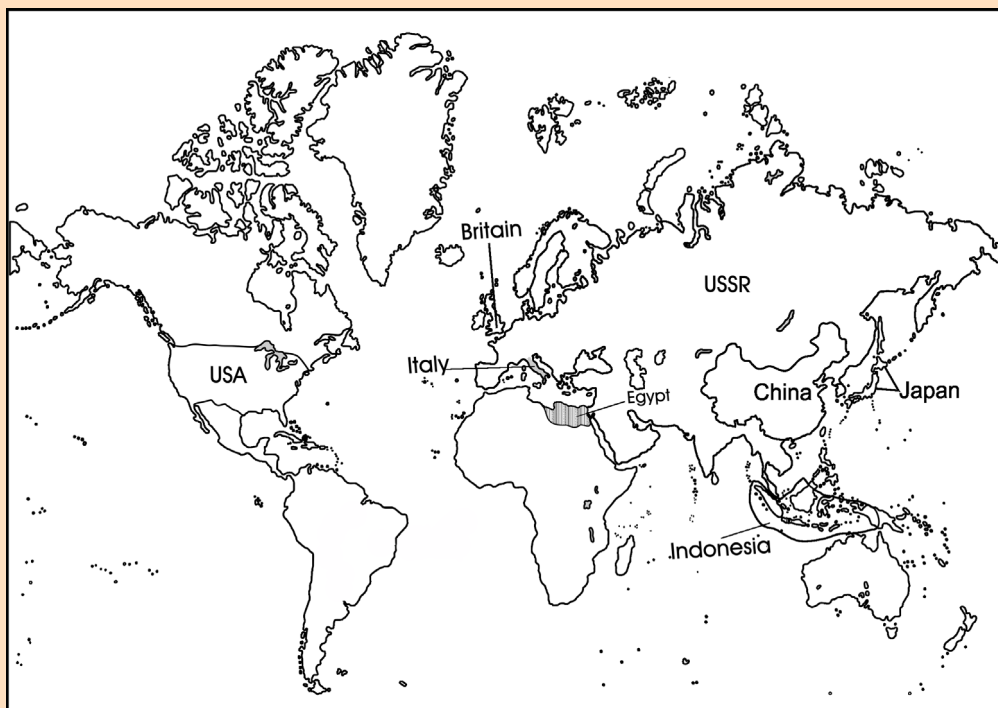 Britain
USSR
Italy
USA
Egypt
China
Japan
Indonesia